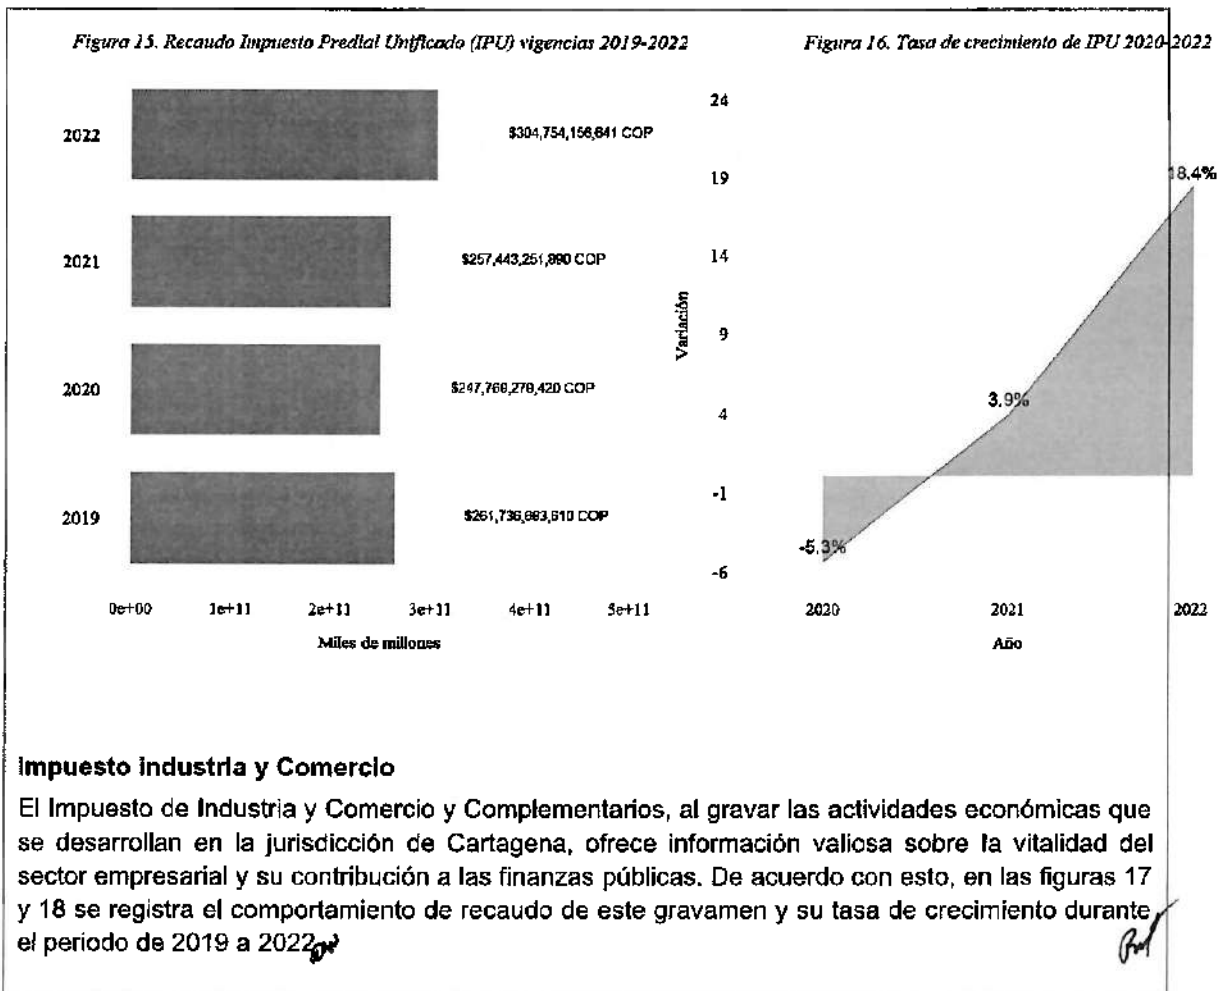 Figura 15. Recaudo Impuesto Predial Unificado (IPU) vigencias 2019-2022
2022
$304,754,156,641 COP
2021
$257,443,251,890 COP
2020
$247,766,278,420 COP
2019
$261,736,683,610 COP
0e+00 1e+11 2e+11 3e+11 4e+11 5e+11
Miles de millones
Figura 16. Tasa de crecimiento de IPU 2020-2022
24
19
14
9
4
-1
-6
Variación
18.4%
3.9%
-5.3%
2020 2021 2022
Año
Impuesto Industria y Comercio
El Impuesto de Industria y Comercio y Complementarios, al gravar las actividades económicas que
se desarrollan en la jurisdicción de Cartagena, ofrece información valiosa sobre la vitalidad del
sector empresarial y su contribución a las finanzas públicas. De acuerdo con esto, en las figuras 17
y 18 se registra el comportamiento de recaudo de este gravamen y su tasa de crecimiento durante
el periodo de 2019 a 2022